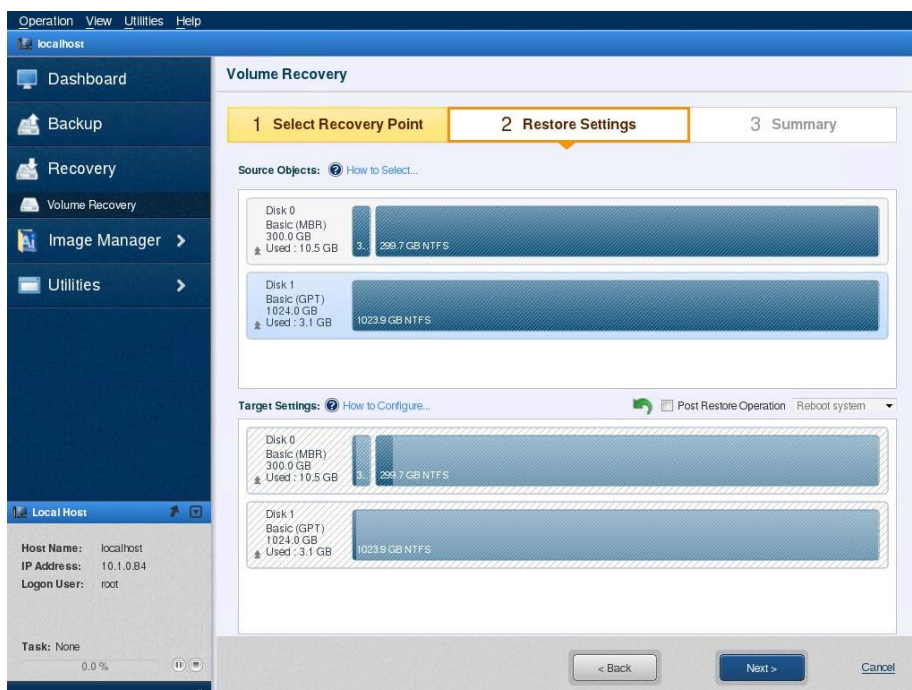 Operation View Utilities Help
localhost
Dashboard
Backup
Recovery
Volume Recovery
Image Manager
Utilities
Local Host
Host Name: localhost
IP Address: 10.1.0.84
Logon User: root
Task: None
0.0 %
Volume Recovery
1 Select Recovery Point
2 Restore Settings
3 Summary
Source Objects: How to Select...
Disk 0
Basic (MBR)
300.0 GB
Used : 10.5 GB
3...
299.7 GB NTFS
Disk 1
Basic (GPT)
1024.0 GB
Used : 3.1 GB
1023.9 GB NTFS
Target Settings: How to Configure...
Post Restore Operation Reboot system
Disk 0
Basic (MBR)
300.0 GB
Used : 10.5 GB
3...
299.7 GB NTFS
Disk 1
Basic (GPT)
1024.0 GB
Used : 3.1 GB
1023.9 GB NTFS
< Back
Next >
Cancel